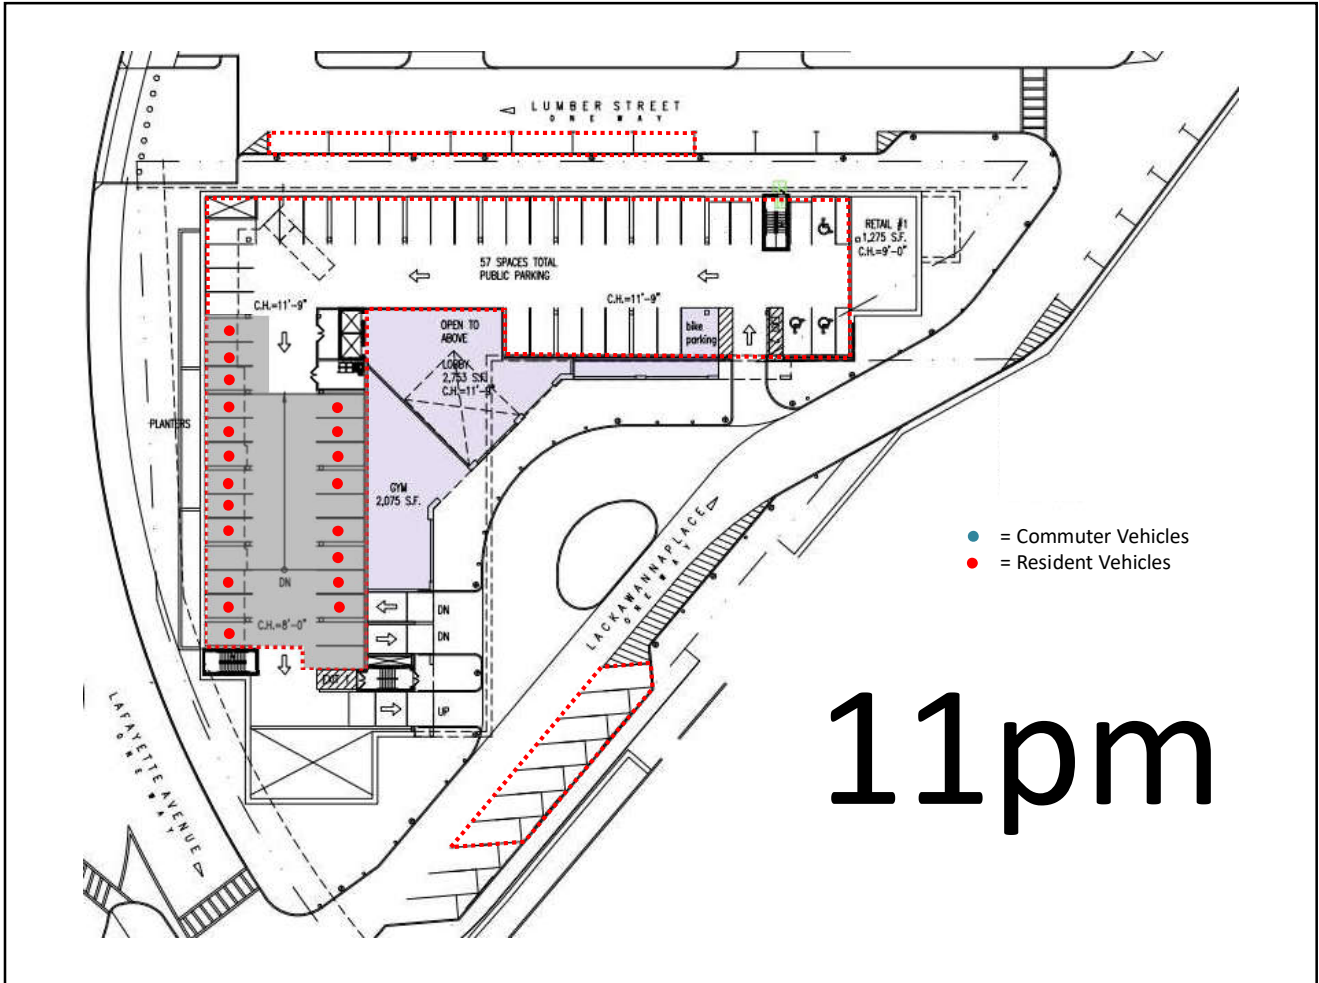 LUMBER STREET
ONE WAY
RETAIL #1
1,275 S.F.
C.H.=9'-0"
57 SPACES TOTAL
PUBLIC PARKING
C.H.=11'-9"
C.H.=11'-9"
OPEN TO
ABOVE
bike
parking
LOBBY
2,753 S.F.
C.H.=11'-9"
PLANTERS
GYM
2,075 S.F.
LACKAWANNA PLACE
ONE WAY
= Commuter Vehicles
= Resident Vehicles
DN
DN
C.H.=8'-0"
DN
EXIT
UP
LAFAYETTE AVENUE
ONE WAY
11pm